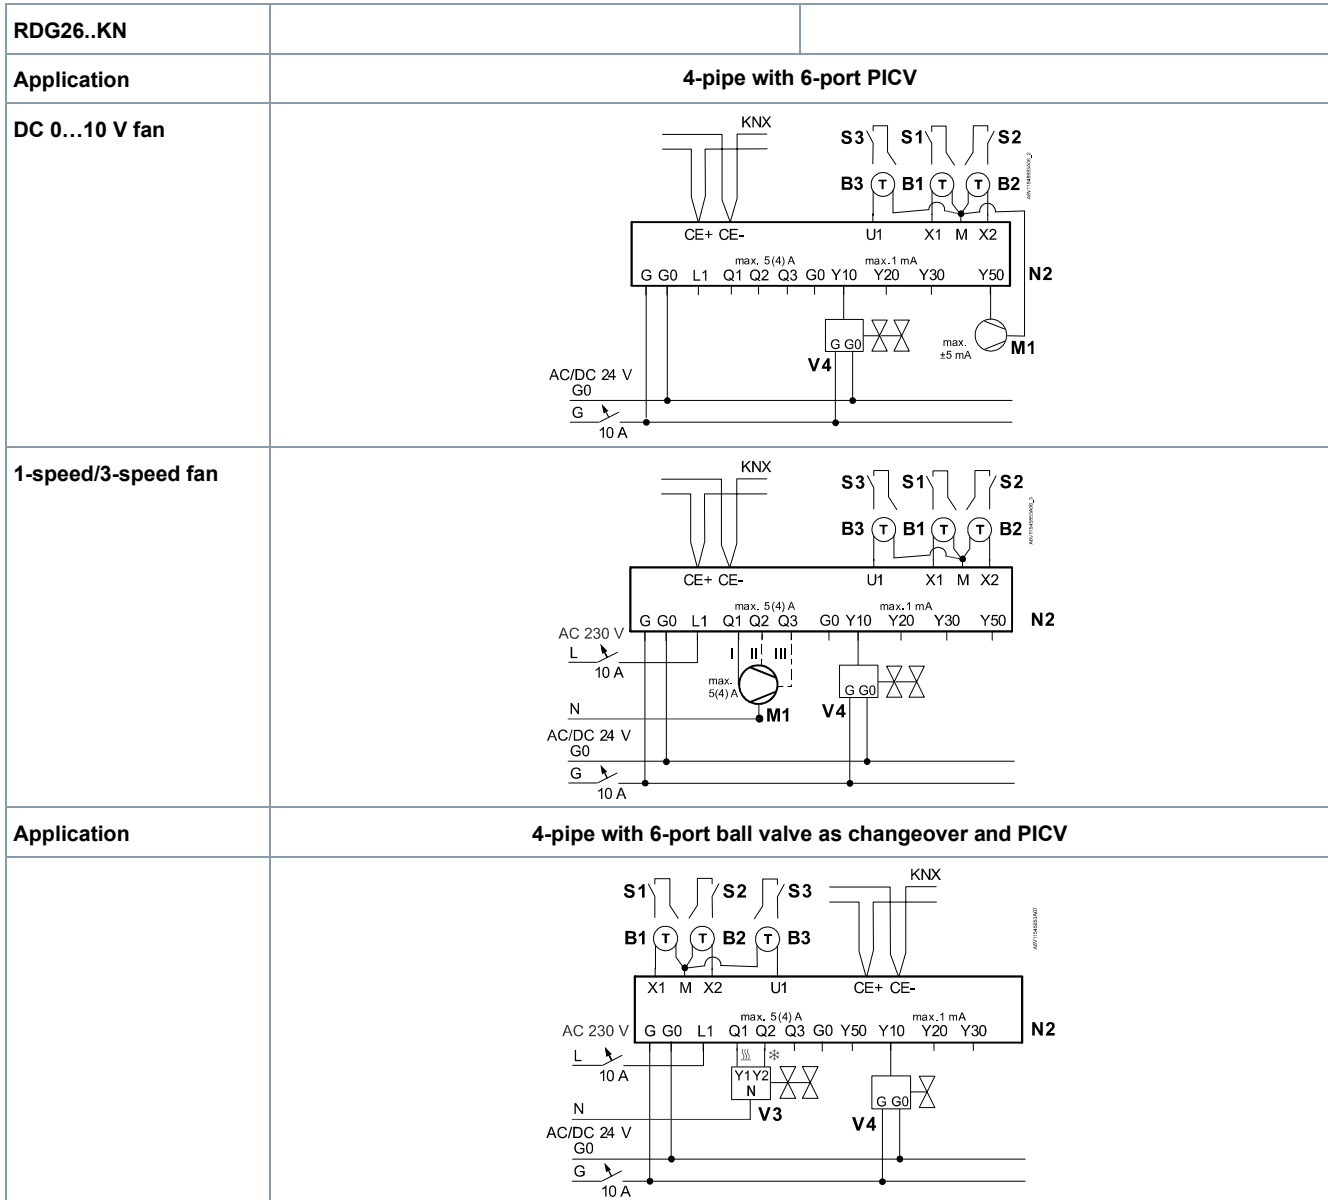 RDG26..KN
Application
4-pipe with 6-port PICV
DC 0…10 V fan
KNX
S3 S1 S2
B3 T B1 T T B2
CE+ CE- U1 X1 M X2
max. 5(4) A max.1 mA
G G0 L1 Q1 Q2 Q3 G0 Y10 Y20 Y30 Y50 N2
G G0
max.
±5 mA
M1
V4
AC/DC 24 V
G0
G
10 A
1-speed/3-speed fan
KNX
S3 S1 S2
B3 T B1 T T B2
CE+ CE- U1 X1 M X2
max. 5(4) A max.1 mA
G G0 L1 Q1 Q2 Q3 G0 Y10 Y20 Y30 Y50 N2
AC 230 V
L
10 A
I II III
max.
5(4) A
G G0
N
M1
V4
AC/DC 24 V
G0
G
10 A
Application
4-pipe with 6-port ball valve as changeover and PICV
KNX
S1 S2 S3
B1 T T B2 T B3
X1 M X2 U1 CE+ CE-
max. 5(4) A max.1 mA
AC 230 V G G0 L1 Q1 Q2 Q3 G0 Y50 Y10 Y20 Y30 N2
L
10 A
Y1 Y2
N
G G0
N
V3
V4
AC/DC 24 V
G0
G
10 A